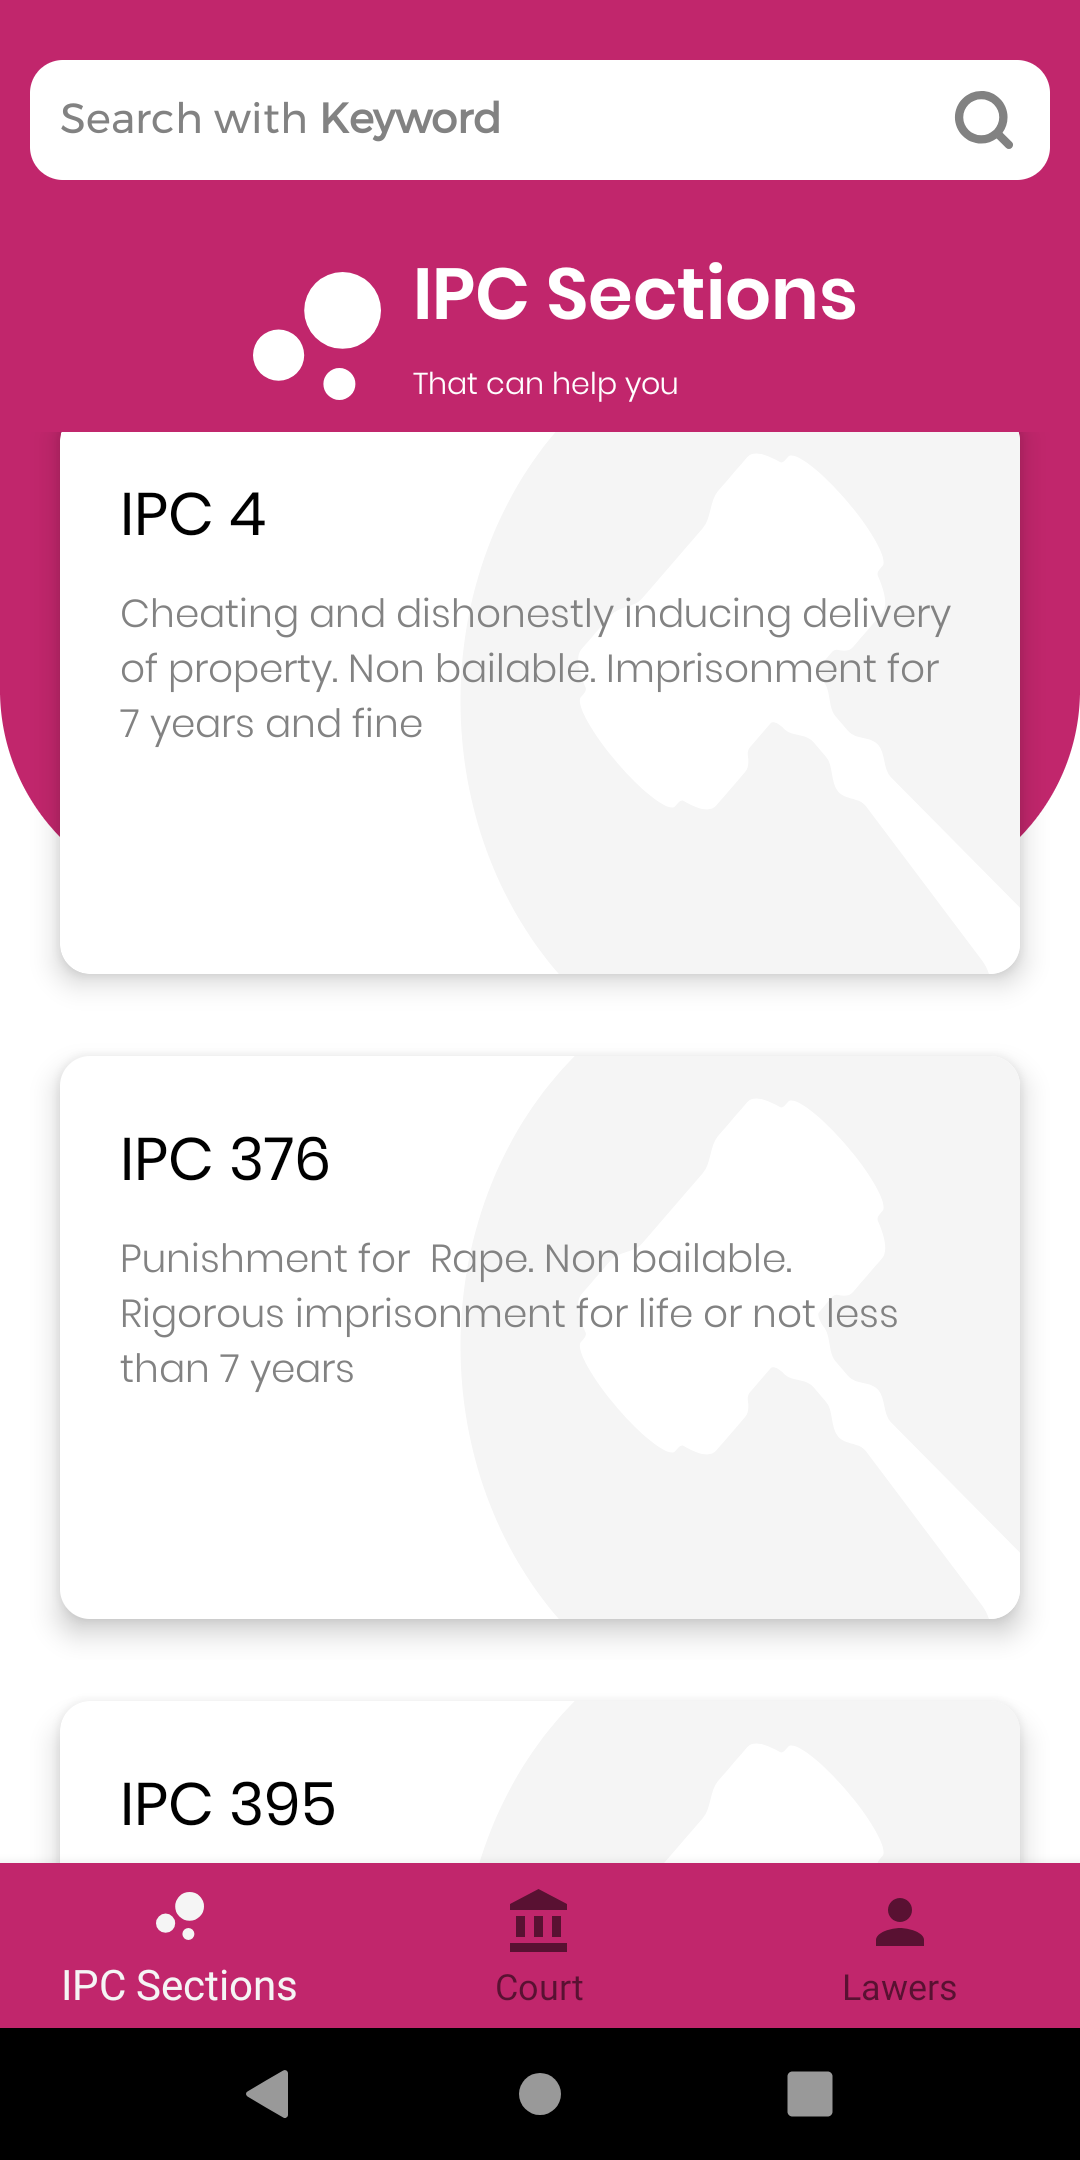 Search with Keyword
IPC Sections
That can help you
IPC 4
Cheating and dishonestly inducing delivery
of property. Non bailable. Imprisonment for
7 years and fine
IPC 376
Punishment for  Rape. Non bailable.
Rigorous imprisonment for life or not less
than 7 years
IPC 395
IPC Sections
Court
Lawers